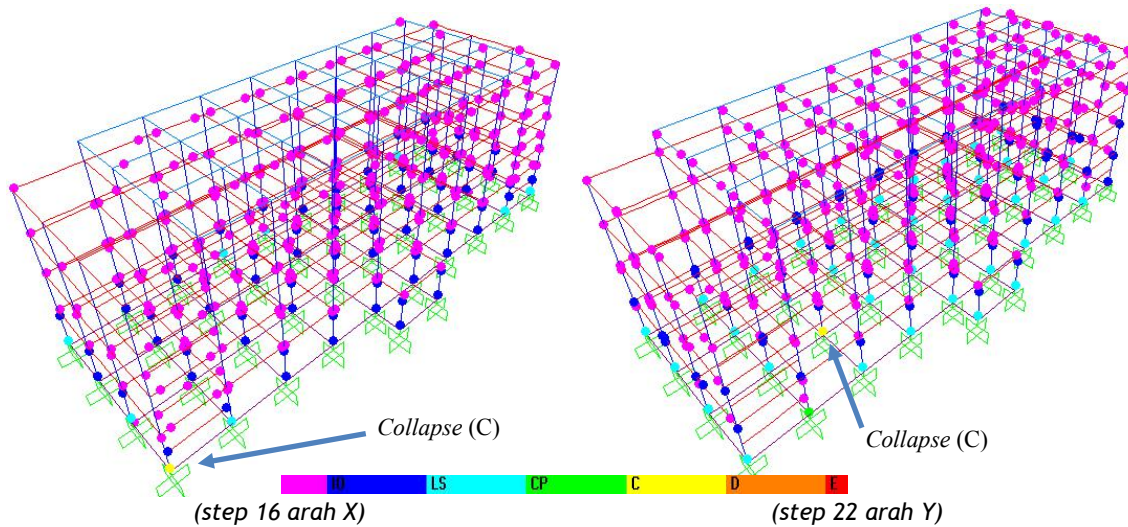 Collapse (C)
Collapse (C)
IO LS CP C D E
(step 16 arah X)
(step 22 arah Y)